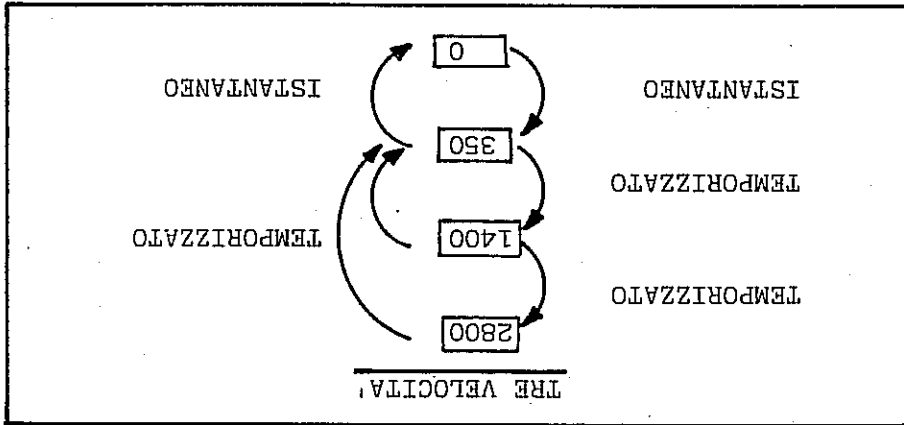 TRE VELOCITA'
2800
TEMPORIZZATO
1400
TEMPORIZZATO
TEMPORIZZATO
350
ISTANTANEO
ISTANTANEO
0